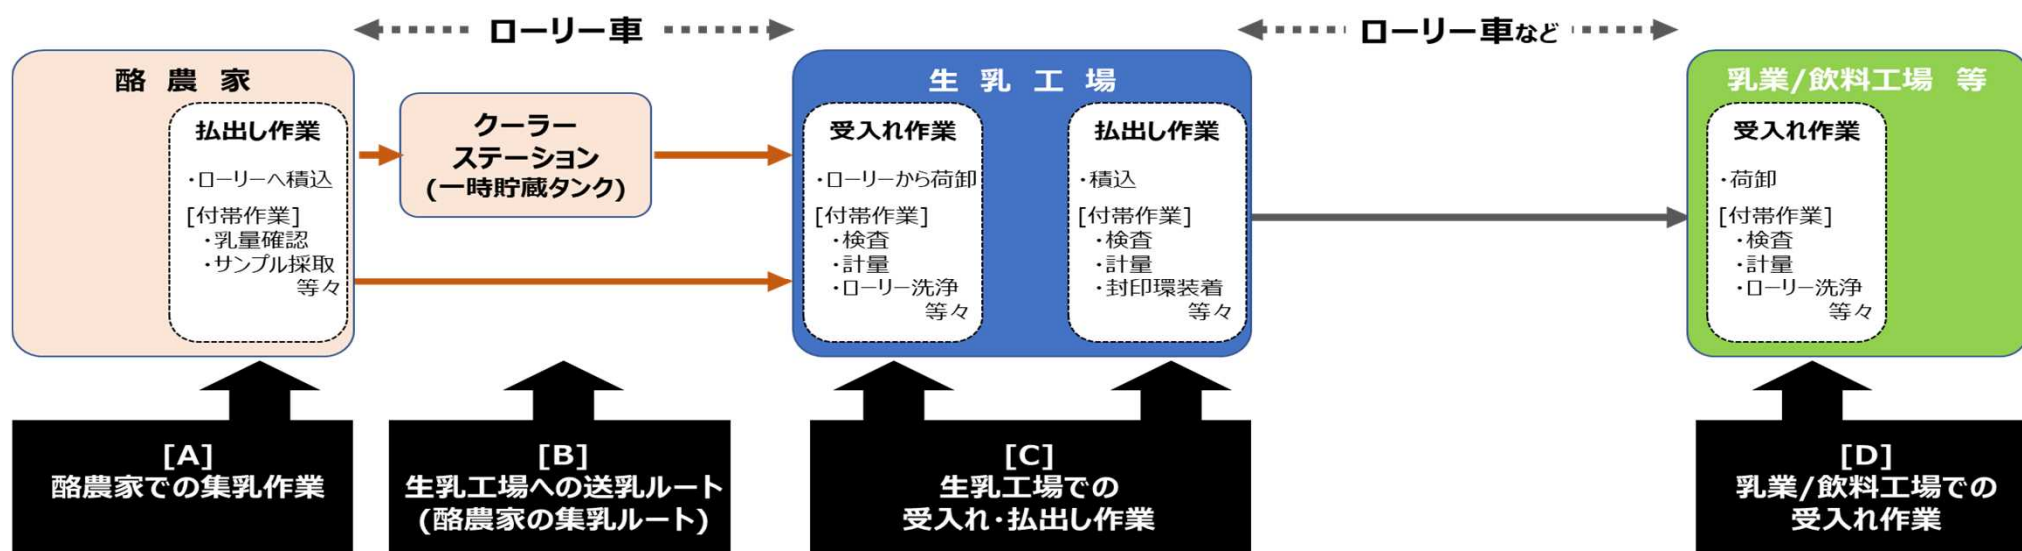 ローリー車
ローリー車など
酪農家
払出し作業
・ローリーへ積込
[付帯作業]
・乳量確認
・サンプル採取
等々
クーラー
ステーション
(一時貯蔵タンク)
生乳工場
受入れ作業
・ローリーから荷卸
[付帯作業]
・検査
・計量
・ローリー洗浄
等々
払出し作業
・積込
[付帯作業]
・検査
・計量
・封印環装着
等々
乳業/飲料工場 等
受入れ作業
・荷卸
[付帯作業]
・検査
・計量
・ローリー洗浄
等々
[A]
酪農家での集乳作業
[B]
生乳工場への送乳ルート
(酪農家の集乳ルート)
[C]
生乳工場での
受入れ・払出し作業
[D]
乳業/飲料工場での
受入れ作業